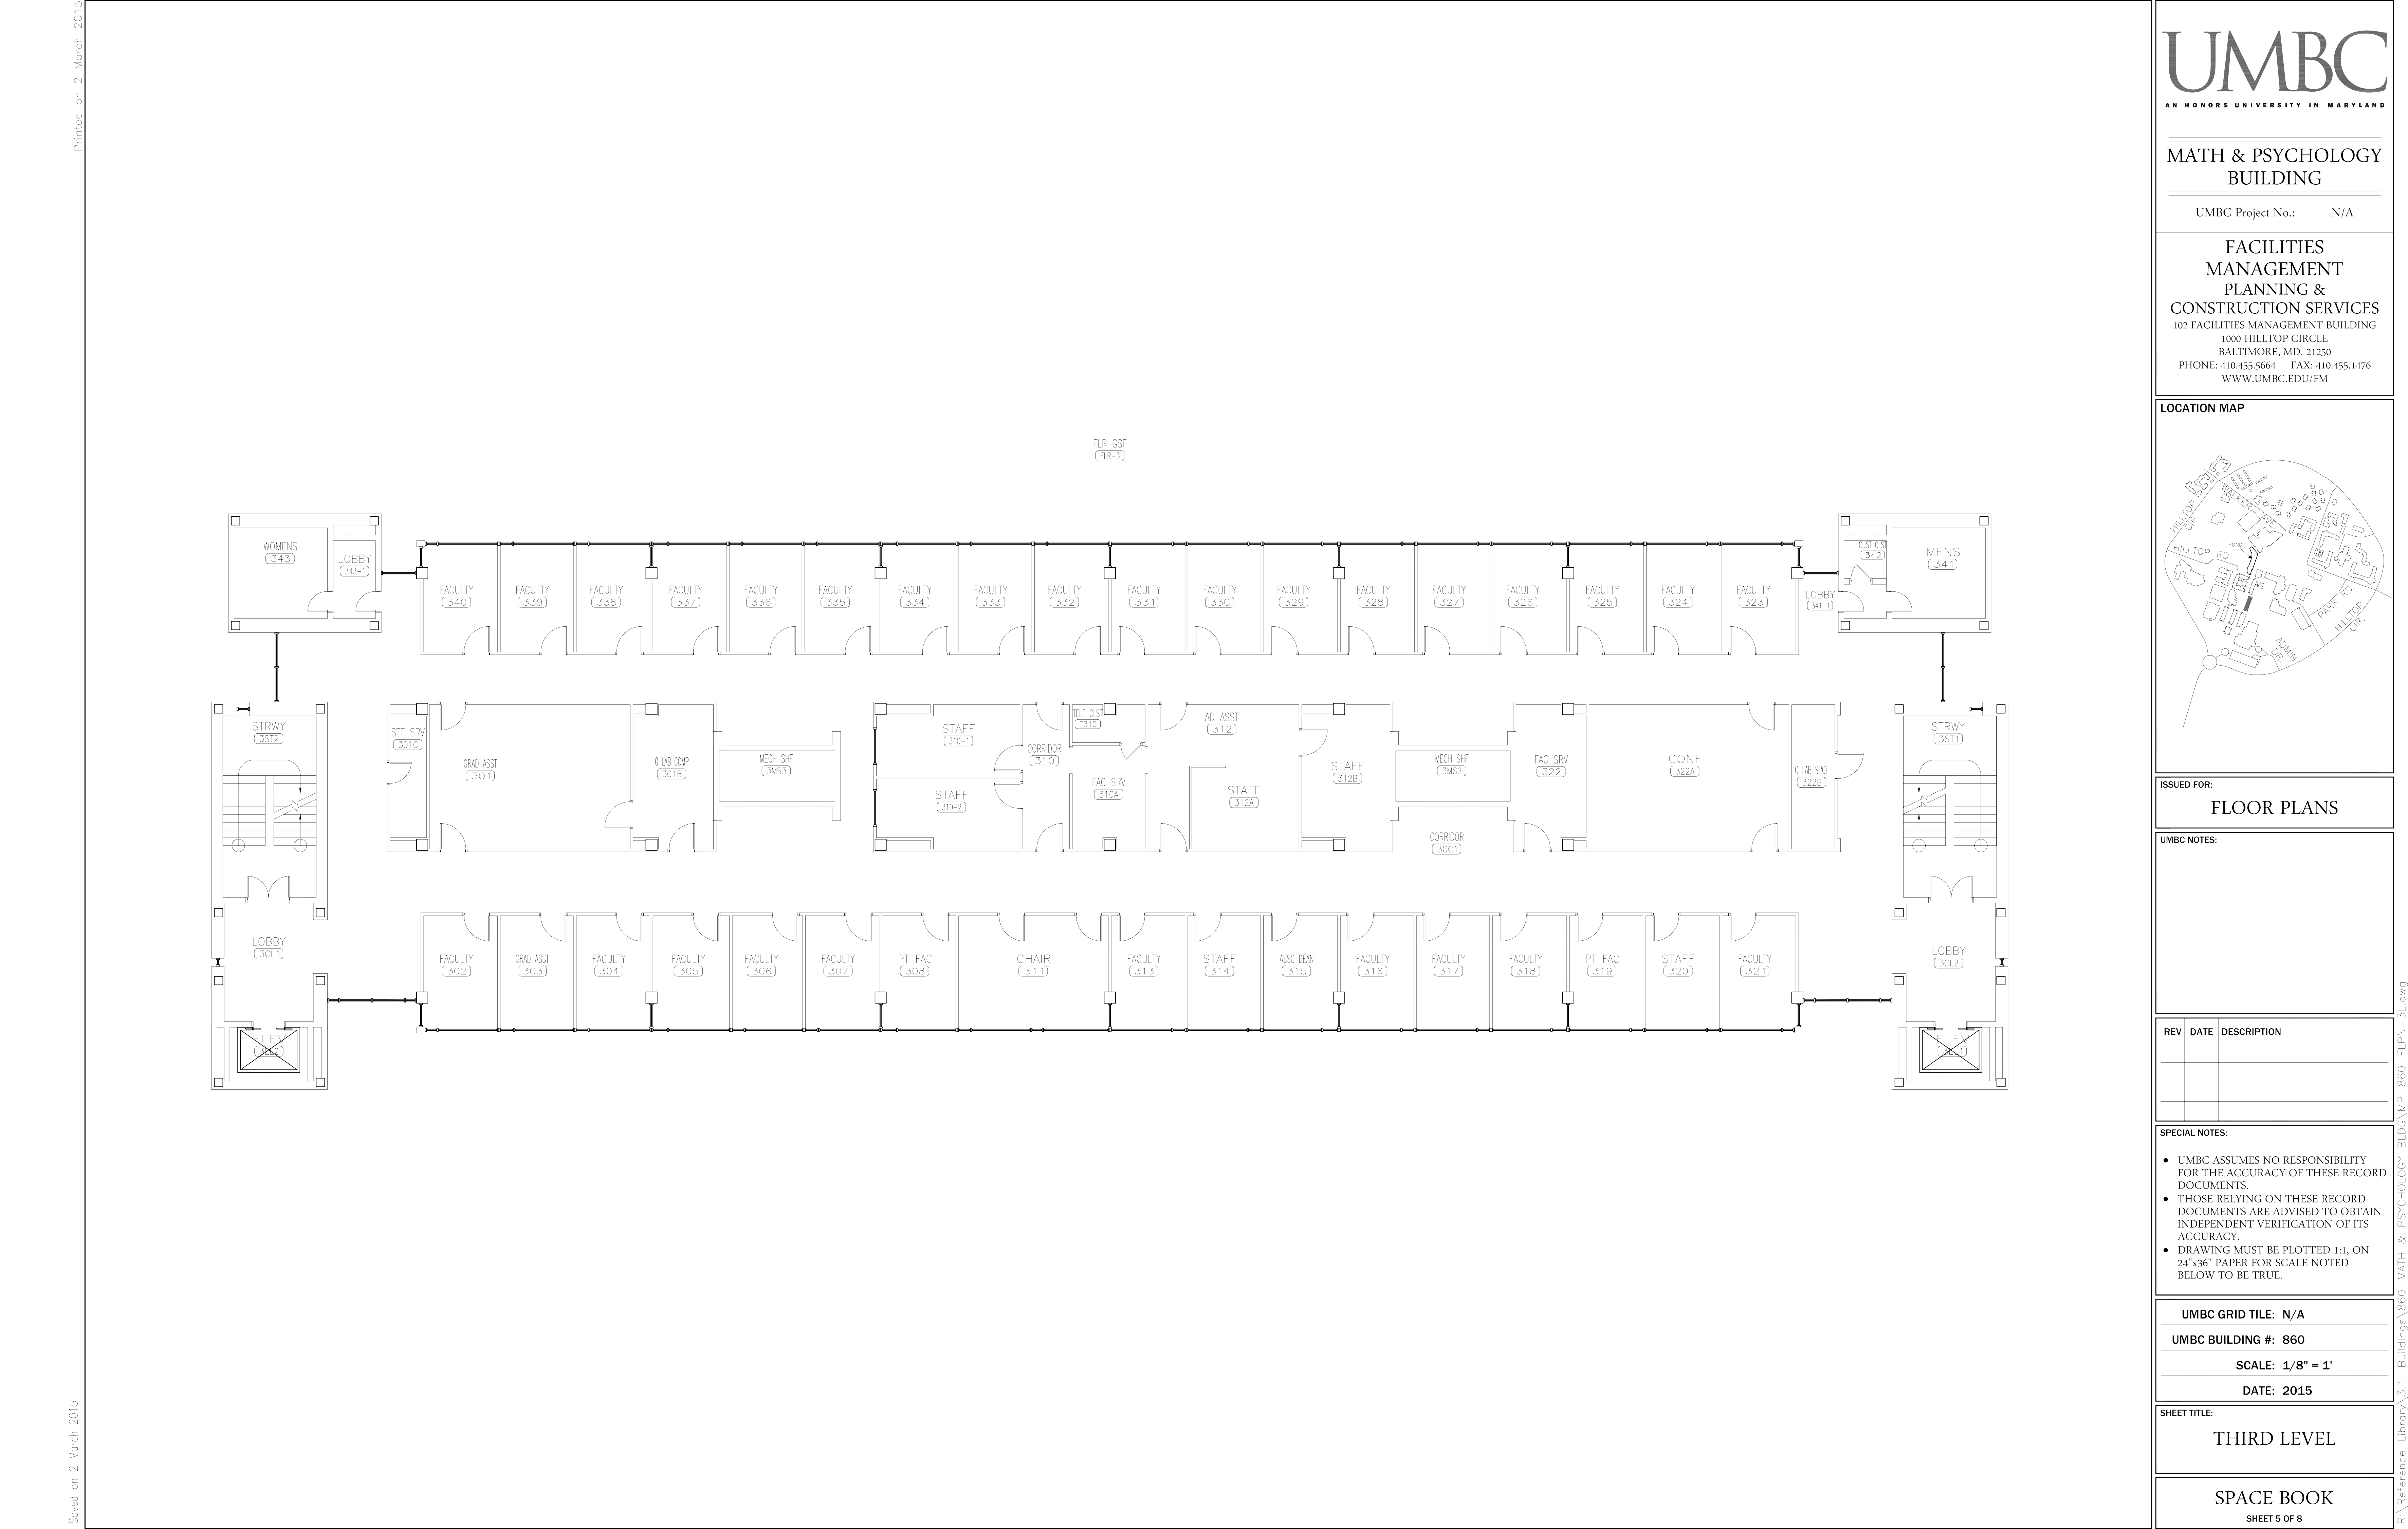 Printed on 2 March 2015
Saved on 2 March 2015
FLR GSF
FLR-3
WOMENS
343
LOBBY
343-1
FACULTY
340
FACULTY
339
FACULTY
338
FACULTY
337
FACULTY
336
FACULTY
335
FACULTY
334
FACULTY
333
FACULTY
332
FACULTY
331
FACULTY
330
FACULTY
329
FACULTY
328
FACULTY
327
FACULTY
326
FACULTY
325
FACULTY
324
FACULTY
323
LOBBY
341-1
CUST CLST
342
MENS
341
STRWY
3ST2
STF SRV
301C
GRAD ASST
301
O LAB COMP
301B
MECH SHF
3MS3
STAFF
310-1
STAFF
310-2
CORRIDOR
310
TELE CLST
E310
FAC SRV
310A
AD ASST
312
STAFF
312A
STAFF
312B
MECH SHF
3MS2
CORRIDOR
3CC1
FAC SRV
322
CONF
322A
O LAB SPCL
322B
STRWY
3ST1
LOBBY
3CL1
FACULTY
302
GRAD ASST
303
FACULTY
304
FACULTY
305
FACULTY
306
FACULTY
307
PT FAC
308
CHAIR
311
FACULTY
313
STAFF
314
ASSC DEAN
315
FACULTY
316
FACULTY
317
FACULTY
318
PT FAC
319
STAFF
320
FACULTY
321
LOBBY
3CL2
ELEV
3EL2
ELEV
3EL1
UMBC
AN HONORS UNIVERSITY IN MARYLAND
MATH & PSYCHOLOGY
BUILDING
UMBC Project No.: N/A
FACILITIES
MANAGEMENT
PLANNING &
CONSTRUCTION SERVICES
102 FACILITIES MANAGEMENT BUILDING
1000 HILLTOP CIRCLE
BALTIMORE, MD. 21250
PHONE: 410.455.5664 FAX: 410.455.1476
WWW.UMBC.EDU/FM
LOCATION MAP
HILLTOP
CIR.
WALKER AVE.
POND
HILLTOP RD.
PARK RD.
HILLTOP
CIR.
ADMIN
DR.
ISSUED FOR:
FLOOR PLANS
UMBC NOTES:
REV DATE DESCRIPTION
SPECIAL NOTES:
● UMBC ASSUMES NO RESPONSIBILITY
FOR THE ACCURACY OF THESE RECORD
DOCUMENTS.
● THOSE RELYING ON THESE RECORD
DOCUMENTS ARE ADVISED TO OBTAIN
INDEPENDENT VERIFICATION OF ITS
ACCURACY.
● DRAWING MUST BE PLOTTED 1:1, ON
24"x36" PAPER FOR SCALE NOTED
BELOW TO BE TRUE.
UMBC GRID TILE: N/A
UMBC BUILDING #: 860
SCALE: 1/8" = 1'
DATE: 2015
SHEET TITLE:
THIRD LEVEL
SPACE BOOK
SHEET 5 OF 8
R:\Reference_Library\3.1. Buildings\860-MATH & PSYCHOLOGY BLDG\MP-860-FLPN-3L.dwg